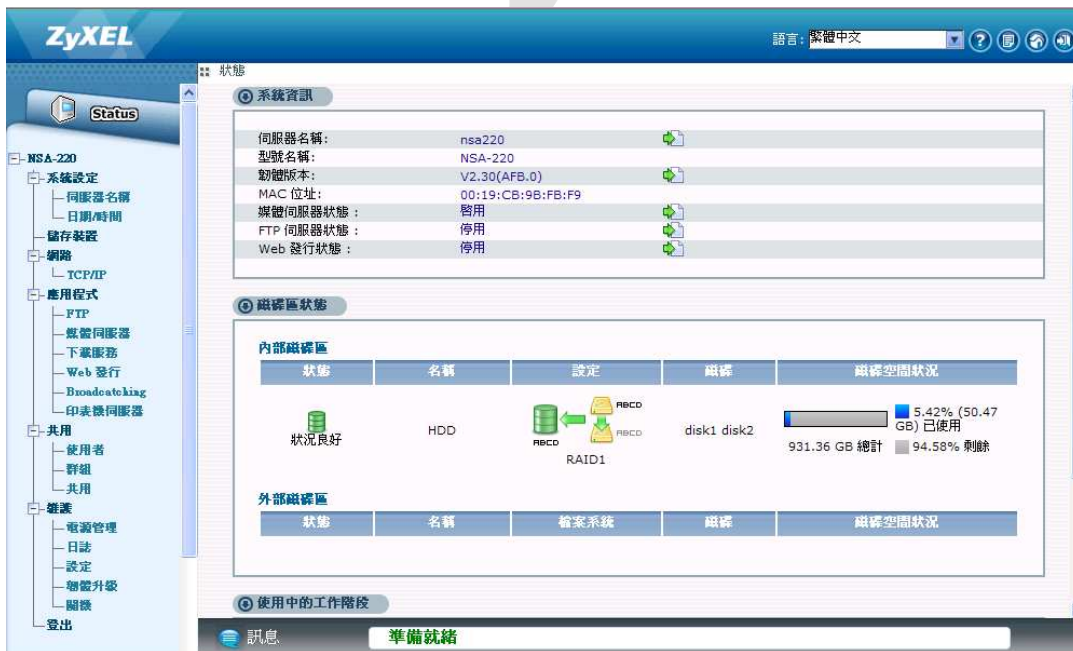 ZyXEL
語言: 繁體中文
狀態
Status
NSA-220
系統設定
伺服器名稱
日期/時間
儲存裝置
網路
TCP/IP
應用程式
FTP
媒體伺服器
下載服務
Web 發行
Broadcatching
印表機伺服器
共用
使用者
群組
共用
維護
電源管理
日誌
設定
韌體升級
關機
登出
系統資訊
伺服器名稱: nsa220
型號名稱: NSA-220
韌體版本: V2.30(AFB.0)
MAC 位址: 00:19:CB:9B:FB:F9
媒體伺服器狀態 : 啓用
FTP 伺服器狀態 : 停用
Web 發行狀態 : 停用
磁碟區狀態
內部磁碟區
狀態 名稱 設定 磁碟 磁碟空間狀況
狀況良好 HDD ABCD ABCD ABCD RAID1 disk1 disk2 931.36 GB 總計 5.42% (50.47 GB) 已使用 94.58% 剩餘
外部磁碟區
狀態 名稱 檔案系統 磁碟 磁碟空間狀況
使用中的工作階段
訊息 準備就緒